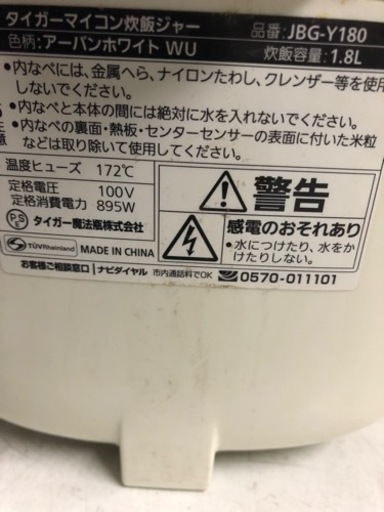 タイガーマイコン炊飯ジャー
品番:JBG-Y180
色柄:アーバンホワイト WU
炊飯容量:1.8L
・内なべには、金属へら、ナイロンたわし、クレンザー等を使用
しないでください。
・内なべと本体の間には絶対に水を入れないでください。
・内なべの裏面・熱板・センターセンサーの表面に付いた米粒
などは取り除いて使用してください。
温度ヒューズ 172℃
定格電圧 100V
定格消費電力 895W
PSE タイガー魔法瓶株式会社
TÜVRheinland MADE IN CHINA
警告
感電のおそれあり
・水につけたり、水をか
けたりしない。
お客様ご相談窓口 ナビダイヤル 市内通話料でOK 0570-011101